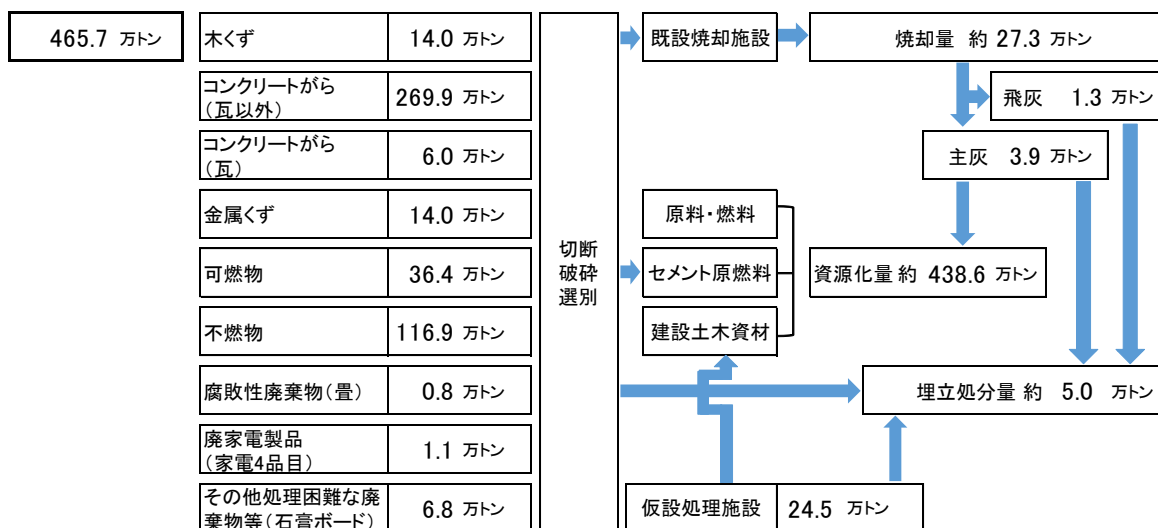 465.7 万トン
木くず 14.0 万トン
コンクリートがら
(瓦以外)
269.9 万トン
コンクリートがら
(瓦)
6.0 万トン
金属くず 14.0 万トン
可燃物 36.4 万トン
不燃物 116.9 万トン
腐敗性廃棄物(畳) 0.8 万トン
廃家電製品
(家電4品目)
1.1 万トン
その他処理困難な廃
棄物等(石膏ボード)
6.8 万トン
切断
破砕
選別
既設焼却施設
焼却量 約 27.3 万トン
飛灰 1.3 万トン
主灰 3.9 万トン
原料・燃料
セメント原燃料
建設土木資材
資源化量 約 438.6 万トン
埋立処分量 約 5.0 万トン
仮設処理施設 24.5 万トン